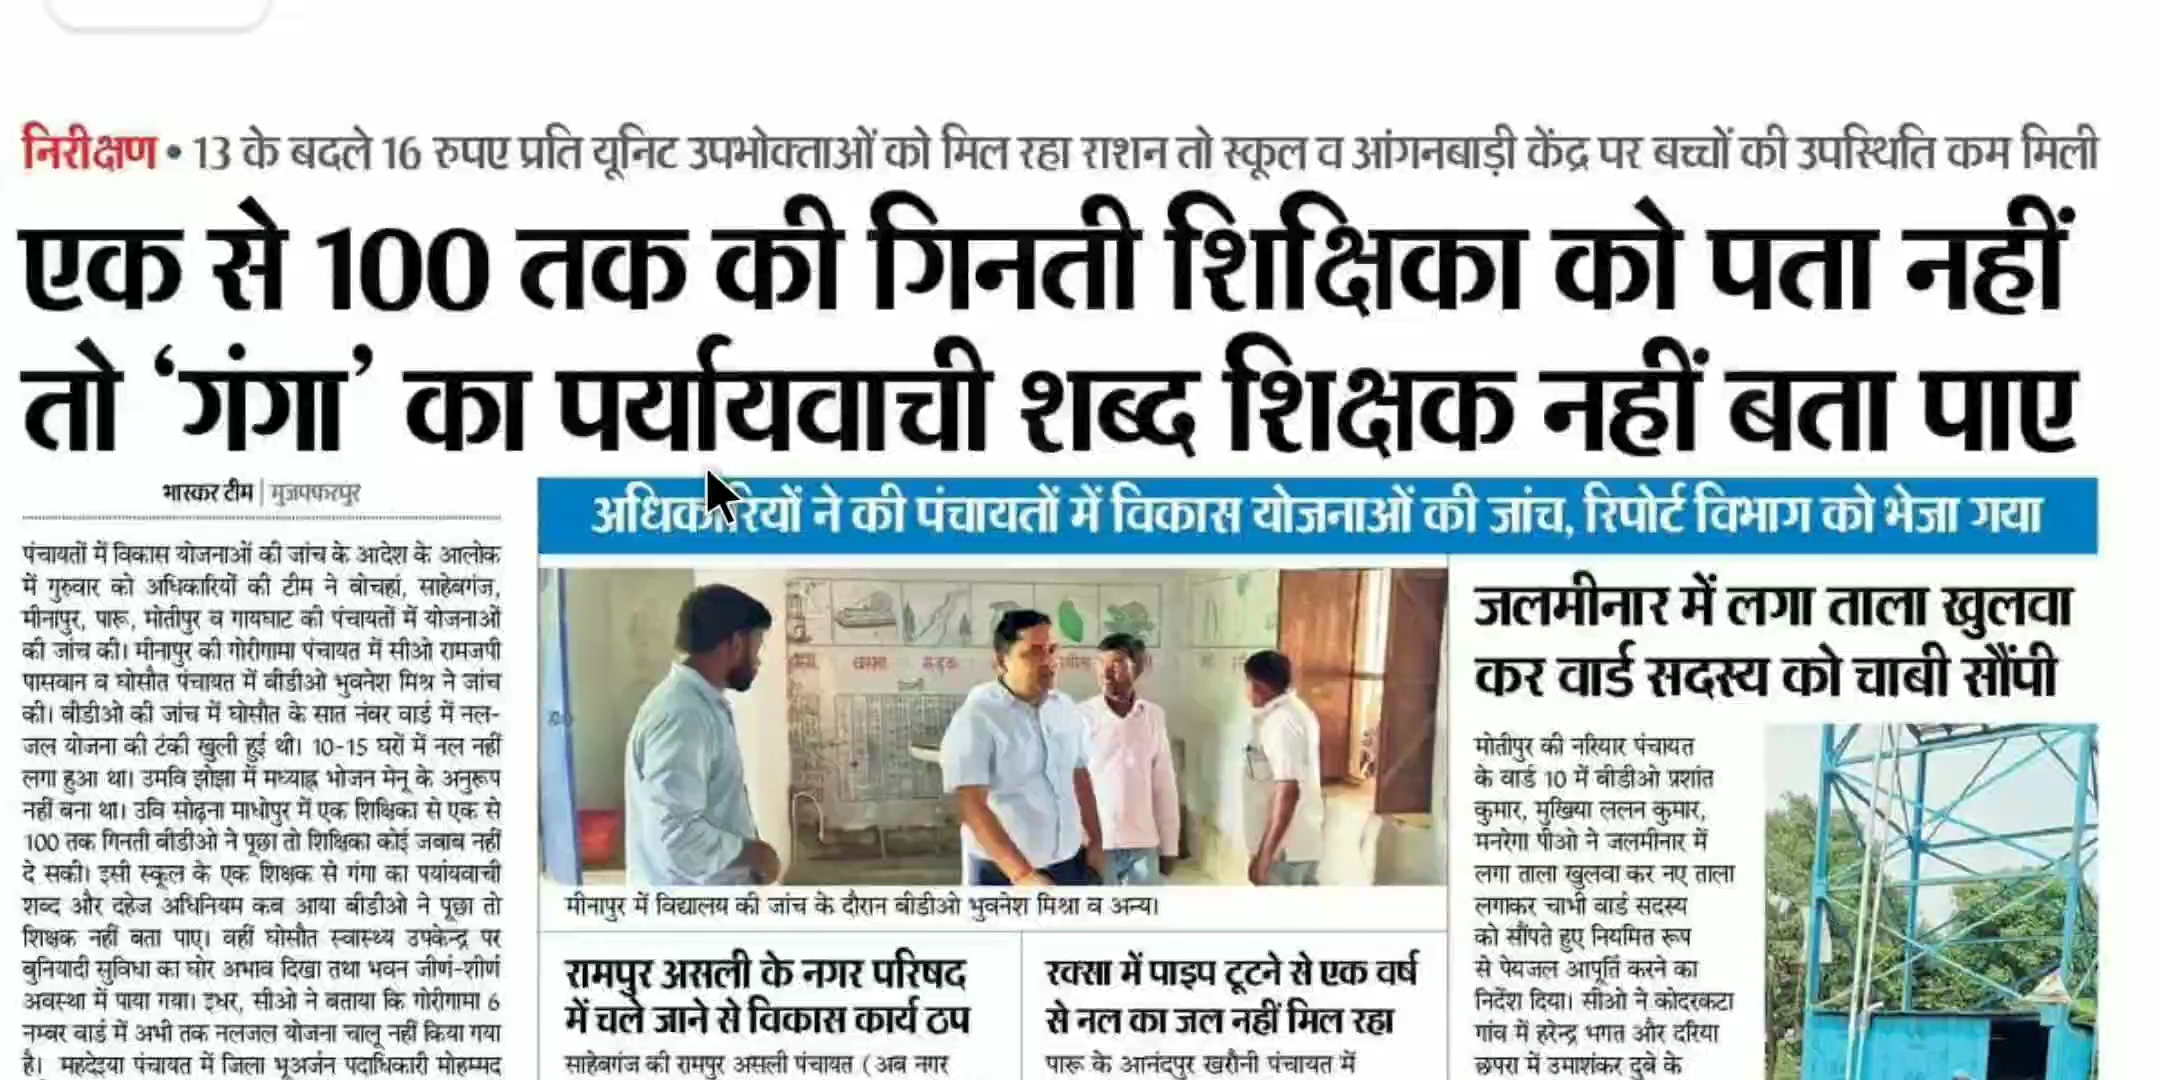 निरीक्षण • 13 के बदले 16 रुपए प्रति यूनिट उपभोक्ताओं को मिल रहा राशन तो स्कूल व आंगनबाड़ी केंद्र पर बच्चों की उपस्थिति कम मिली
एक से 100 तक की गिनती शिक्षिका को पता नहीं
तो ‘गंगा’ का पर्यायवाची शब्द शिक्षक नहीं बता पाए
भास्कर टीम | मुजफ्फरपुर
पंचायतों में विकास योजनाओं की जांच के आदेश के आलोक
में गुरुवार को अधिकारियों की टीम ने बोचहां, साहेबगंज,
मीनापुर, पारू, मोतीपुर व गायघाट की पंचायतों में योजनाओं
की जांच की। मीनापुर की गोरीगामा पंचायत में सीओ रामजपी
पासवान व घोसौत पंचायत में बीडीओ भुवनेश मिश्र ने जांच
की। बीडीओ की जांच में घोसौत के सात नंबर वार्ड में नल-
जल योजना की टंकी खुली हुई थी। 10-15 घरों में नल नहीं
लगा हुआ था। उमवि झोझा में मध्याह्न भोजन मेनू के अनुरूप
नहीं बना था। उवि सोढ़ना माधोपुर में एक शिक्षिका से एक से
100 तक गिनती बीडीओ ने पूछा तो शिक्षिका कोई जवाब नहीं
दे सकी। इसी स्कूल के एक शिक्षक से गंगा का पर्यायवाची
शब्द और दहेज अधिनियम कब आया बीडीओ ने पूछा तो
शिक्षक नहीं बता पाए। वहीं घोसौत स्वास्थ्य उपकेन्द्र पर
बुनियादी सुविधा का घोर अभाव दिखा तथा भवन जीर्ण-शीर्ण
अवस्था में पाया गया। इधर, सीओ ने बताया कि गोरीगामा 6
नम्बर वार्ड में अभी तक नलजल योजना चालू नहीं किया गया
है। महदेइया पंचायत में जिला भूअर्जन पदाधिकारी मोहम्मद
अधिकारियों ने की पंचायतों में विकास योजनाओं की जांच, रिपोर्ट विभाग को भेजा गया
मीनापुर में विद्यालय की जांच के दौरान बीडीओ भुवनेश मिश्रा व अन्य।
रामपुर असली के नगर परिषद
में चले जाने से विकास कार्य ठप
साहेबगंज की रामपुर असली पंचायत (अब नगर
रक्सा में पाइप टूटने से एक वर्ष
से नल का जल नहीं मिल रहा
पारू के आनंदपुर खरौनी पंचायत में
जलमीनार में लगा ताला खुलवा
कर वार्ड सदस्य को चाबी सौंपी
मोतीपुर की नरियार पंचायत
के वार्ड 10 में बीडीओ प्रशांत
कुमार, मुखिया ललन कुमार,
मनरेगा पीओ ने जलमीनार में
लगा ताला खुलवा कर नए ताला
लगाकर चाभी वार्ड सदस्य
को सौंपते हुए नियमित रूप
से पेयजल आपूर्ति करने का
निर्देश दिया। सीओ ने कोदरकटा
गांव में हरेन्द्र भगत और दरिया
छपरा में उमाशंकर दुबे के